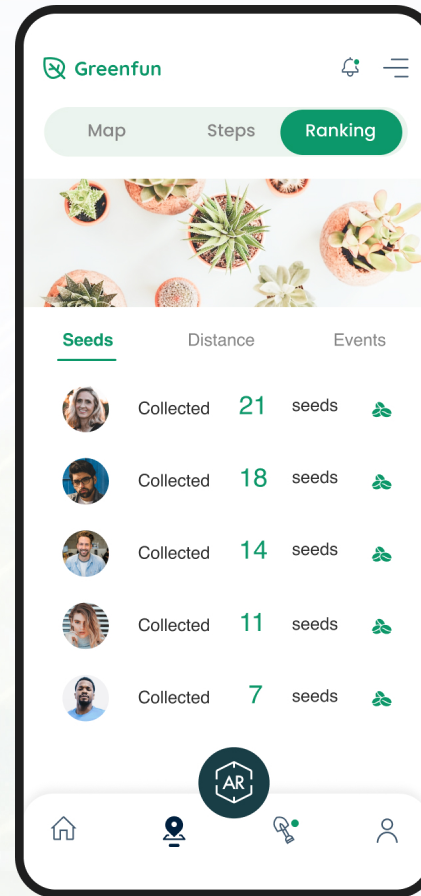 Greenfun
Map Steps Ranking
Seeds Distance Events
Collected 21 seeds
Collected 18 seeds
Collected 14 seeds
Collected 11 seeds
Collected 7 seeds
AR